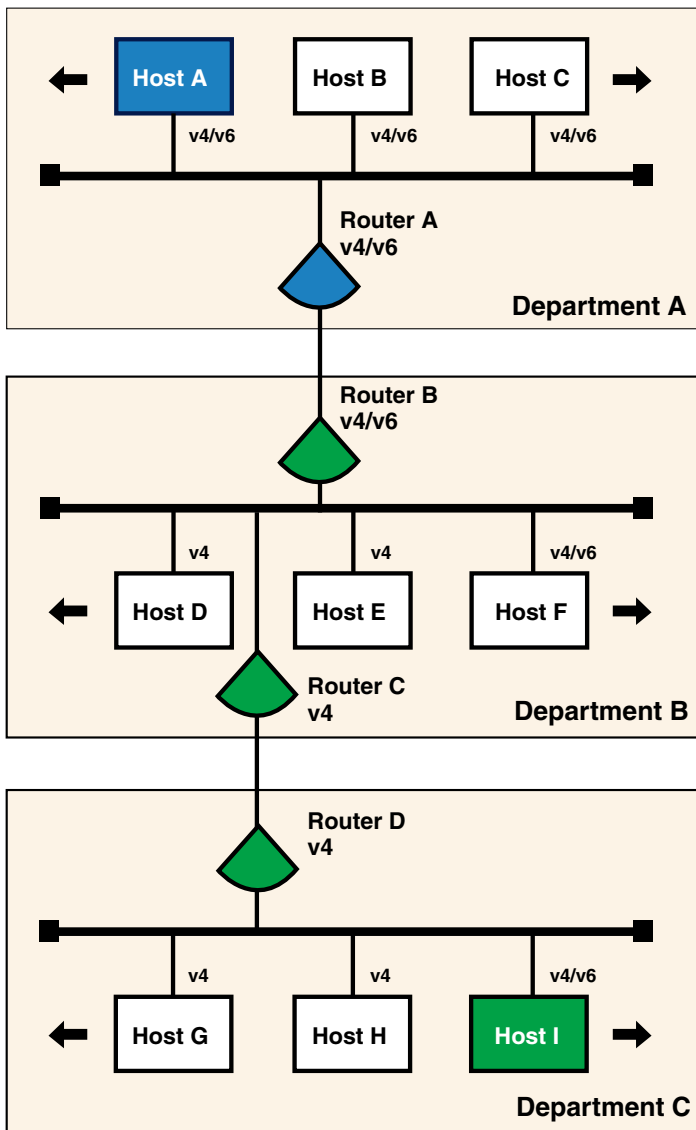 Host A
Host B
Host C
v4/v6
v4/v6
v4/v6
Router A
v4/v6
Department A
Router B
v4/v6
v4
v4
v4/v6
Host D
Host E
Host F
Router C
v4
Department B
Router D
v4
v4
v4
v4/v6
Host G
Host H
Host I
Department C